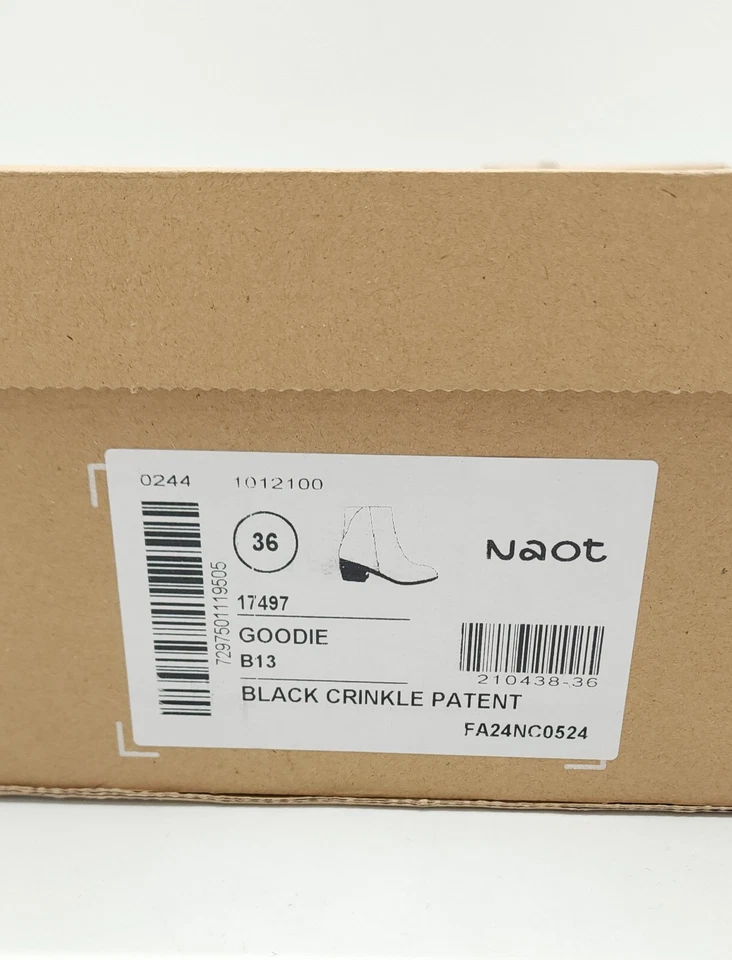 0244 1012100
36
Naot
7297501119505
17497
GOODIE
B13
210438-36
BLACK CRINKLE PATENT
FA24NC0524